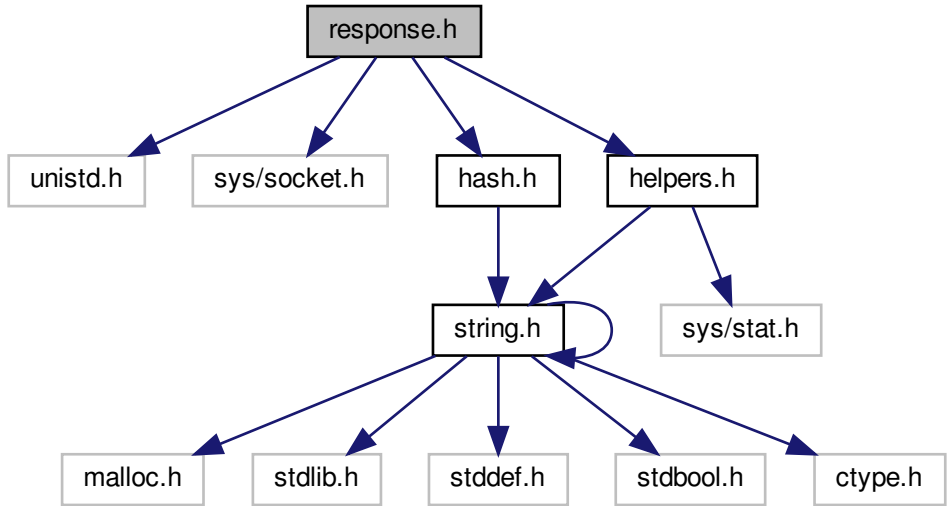 response.h
unistd.h
sys/socket.h
hash.h
helpers.h
string.h
sys/stat.h
malloc.h
stdlib.h
stddef.h
stdbool.h
ctype.h